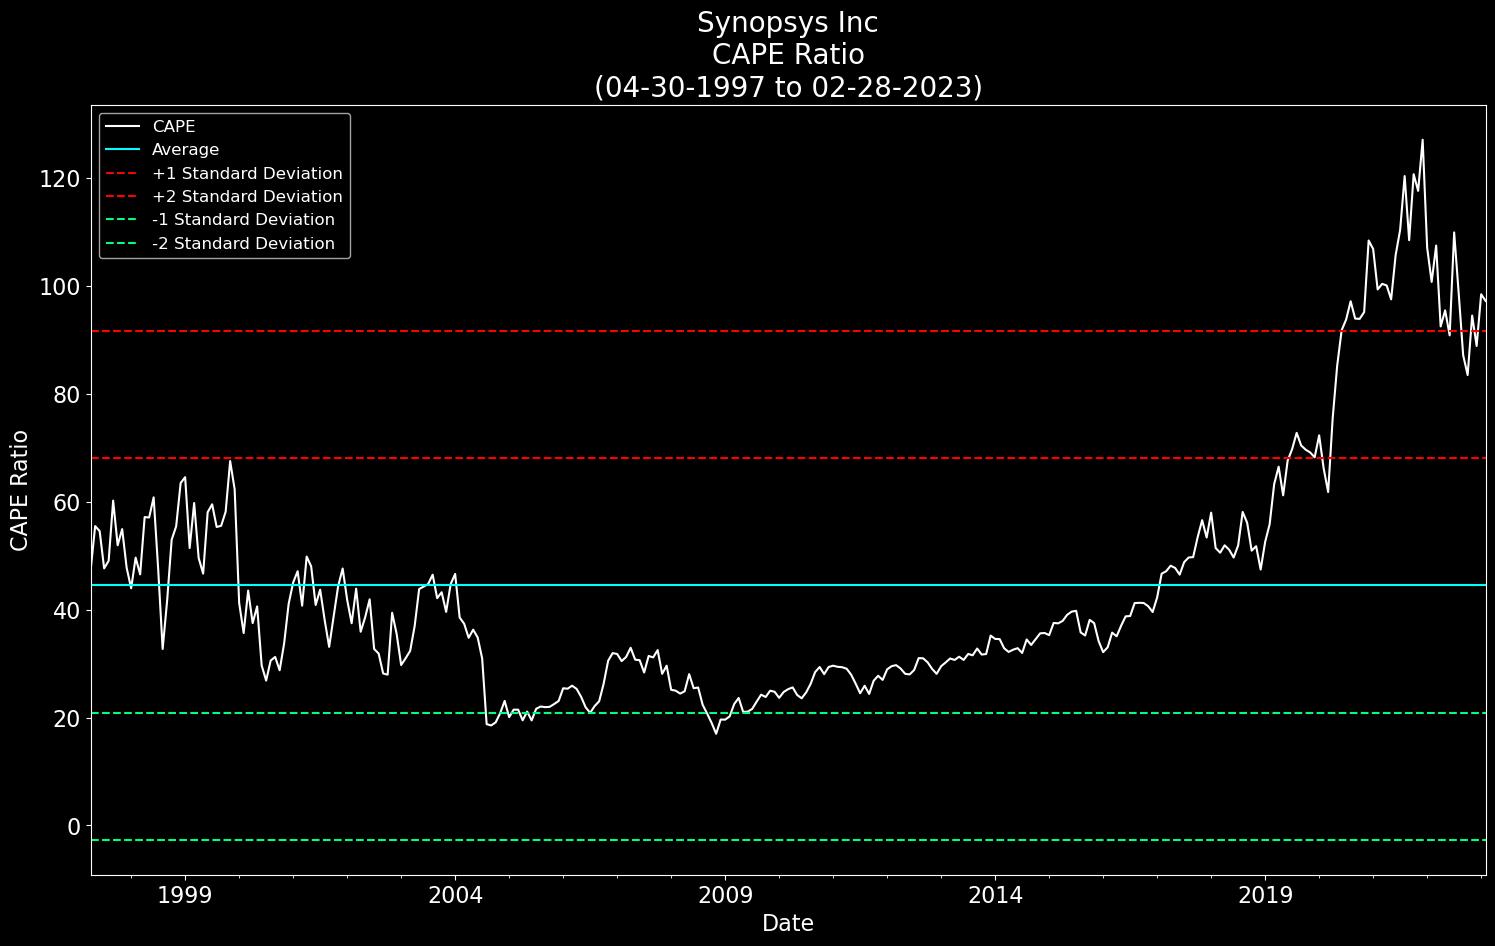 Synopsys Inc
CAPE Ratio
(04-30-1997 to 02-28-2023)
CAPE
Average
+1 Standard Deviation
+2 Standard Deviation
-1 Standard Deviation
-2 Standard Deviation
CAPE Ratio
120
100
80
60
40
20
0
1999
2004
2009
2014
2019
Date